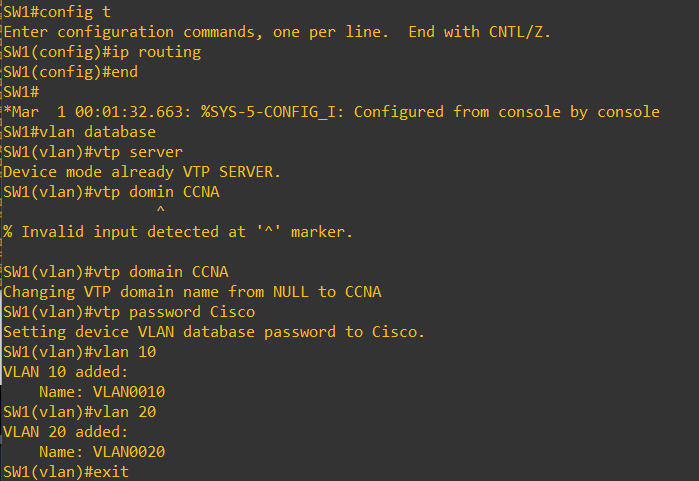 SW1#config t
Enter configuration commands, one per line.  End with CNTL/Z.
SW1(config)#ip routing
SW1(config)#end
SW1#
*Mar  1 00:01:32.663: %SYS-5-CONFIG_I: Configured from console by console
SW1#vlan database
SW1(vlan)#vtp server
Device mode already VTP SERVER.
SW1(vlan)#vtp domin CCNA
                 ^
% Invalid input detected at '^' marker.

SW1(vlan)#vtp domain CCNA
Changing VTP domain name from NULL to CCNA
SW1(vlan)#vtp password Cisco
Setting device VLAN database password to Cisco.
SW1(vlan)#vlan 10
VLAN 10 added:
    Name: VLAN0010
SW1(vlan)#vlan 20
VLAN 20 added:
    Name: VLAN0020
SW1(vlan)#exit